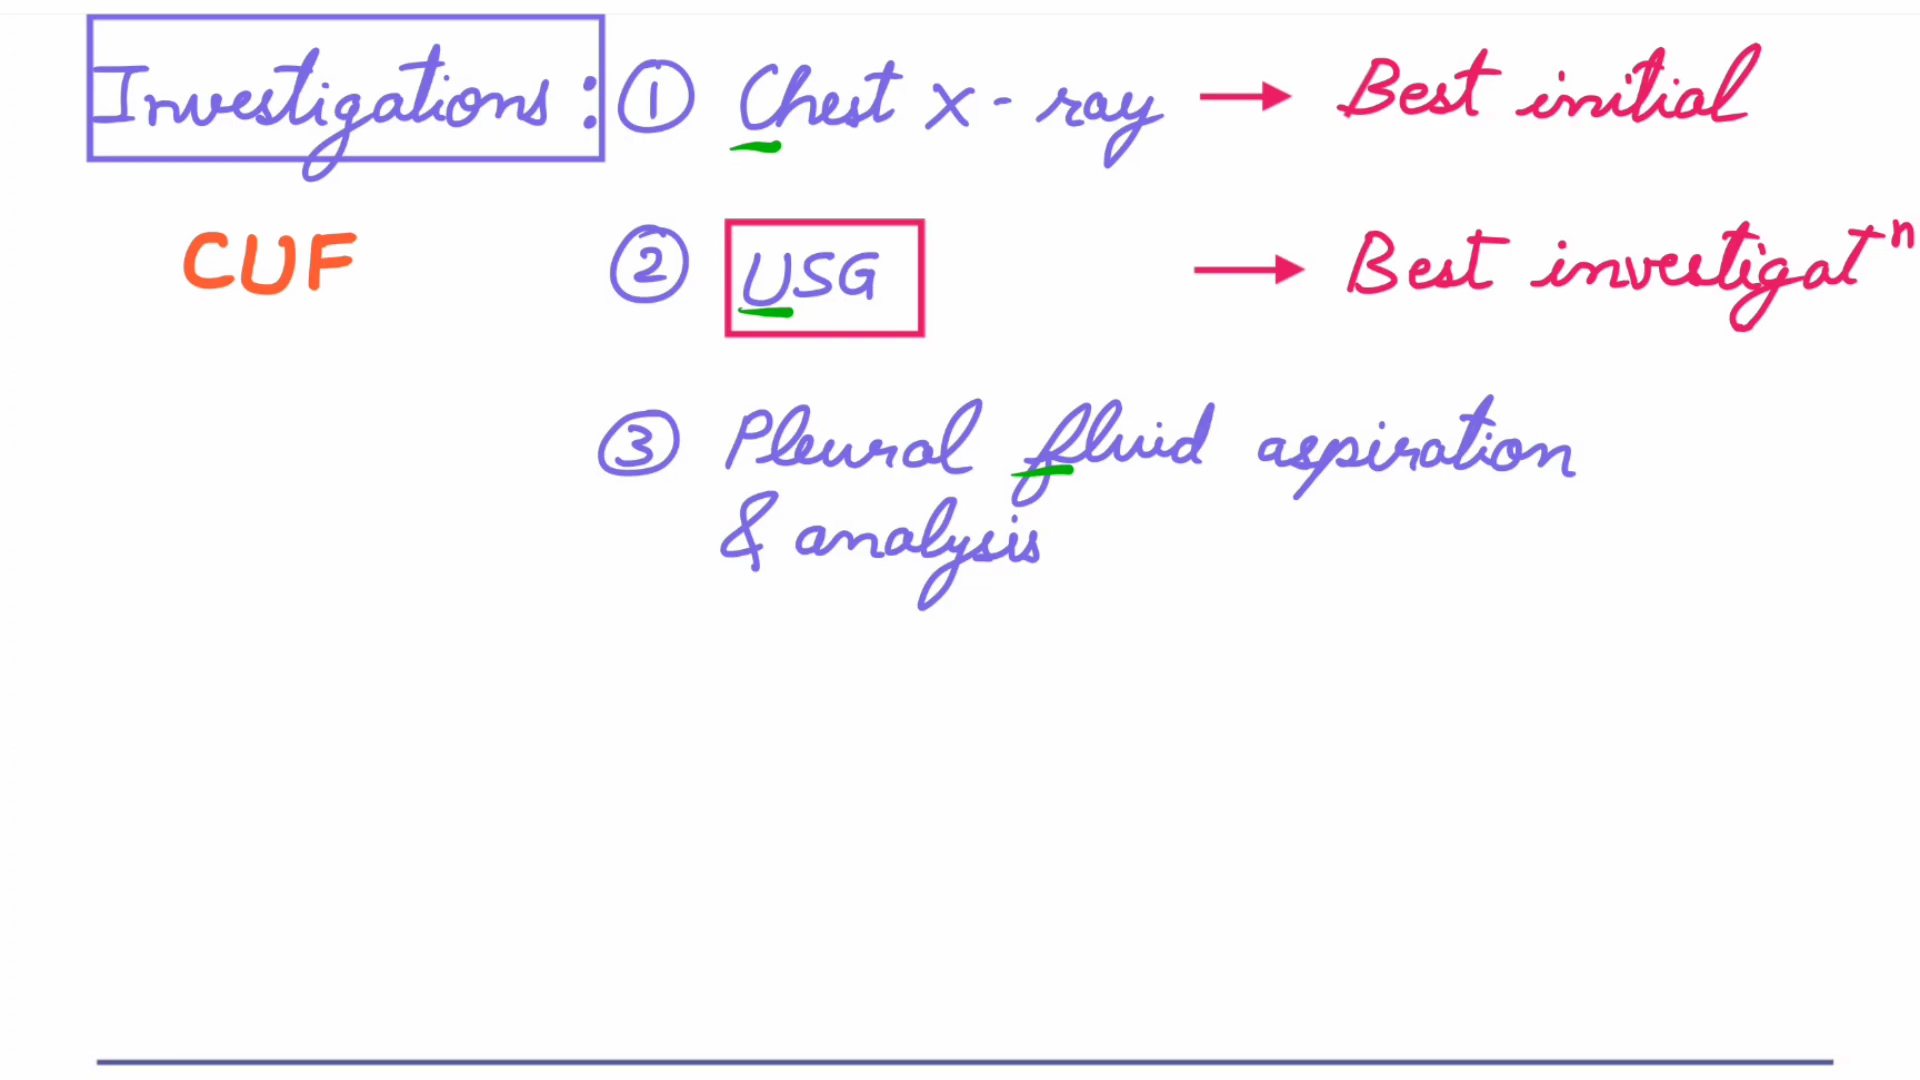 Investigations: ① Chest x-ray → Best initial
CUF ② USG → Best investigatⁿ
③ Pleural fluid aspiration
& analysis